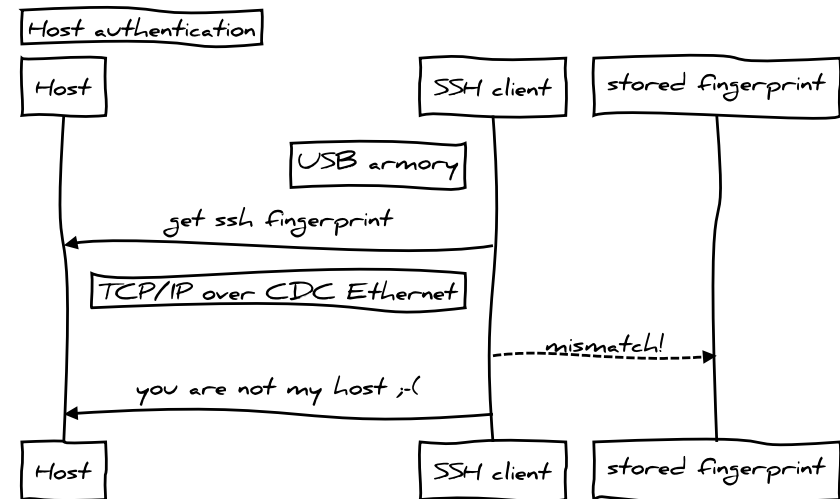 Host authentication
Host
SSH client
stored fingerprint
USB armory
get ssh fingerprint
TCP/IP over CDC Ethernet
mismatch!
you are not my host ;-(
Host
SSH client
stored fingerprint